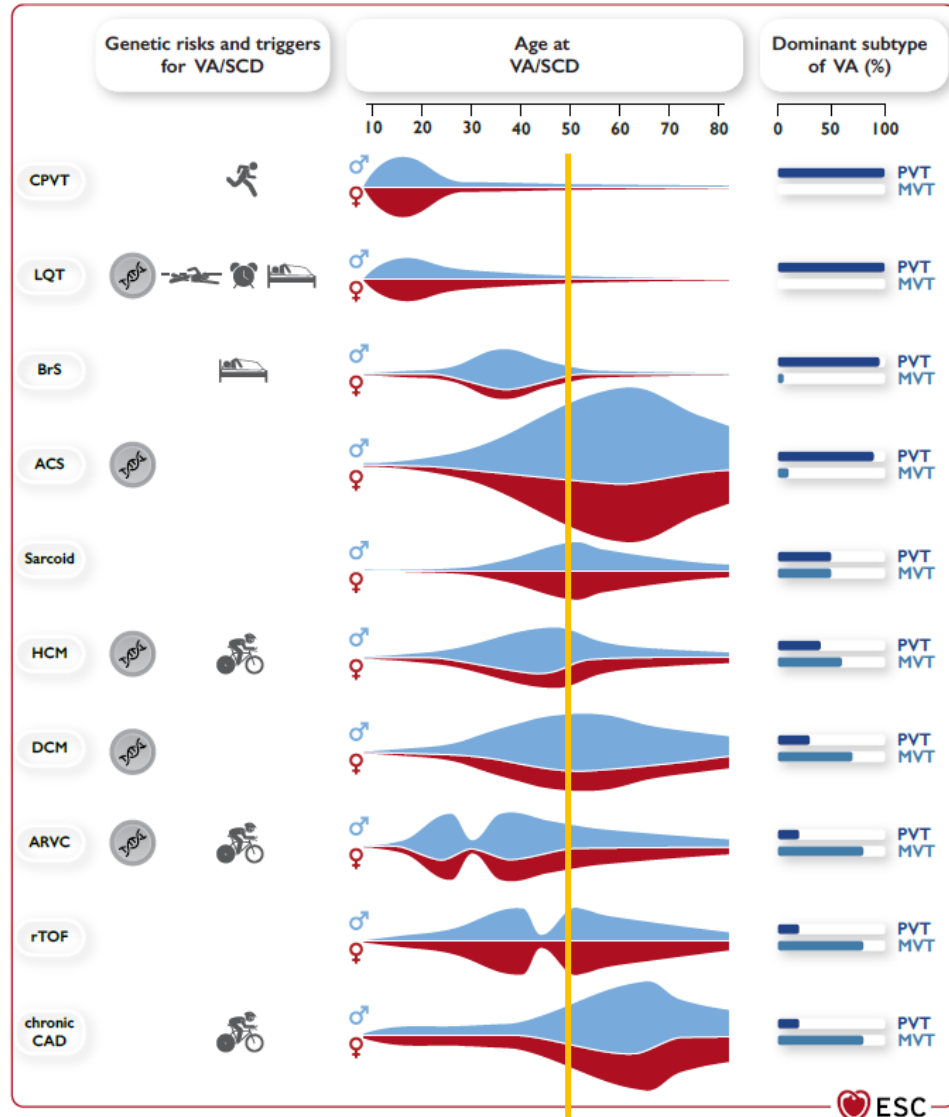 Genetic risks and triggers
for VA/SCD
Age at
VA/SCD
Dominant subtype
of VA (%)
10 20 30 40 50 60 70 80
0 50 100
CPVT
PVT
MVT
LQT
PVT
MVT
BrS
PVT
MVT
ACS
PVT
MVT
Sarcoid
PVT
MVT
HCM
PVT
MVT
DCM
PVT
MVT
ARVC
PVT
MVT
rTOF
PVT
MVT
chronic
CAD
PVT
MVT
ESC